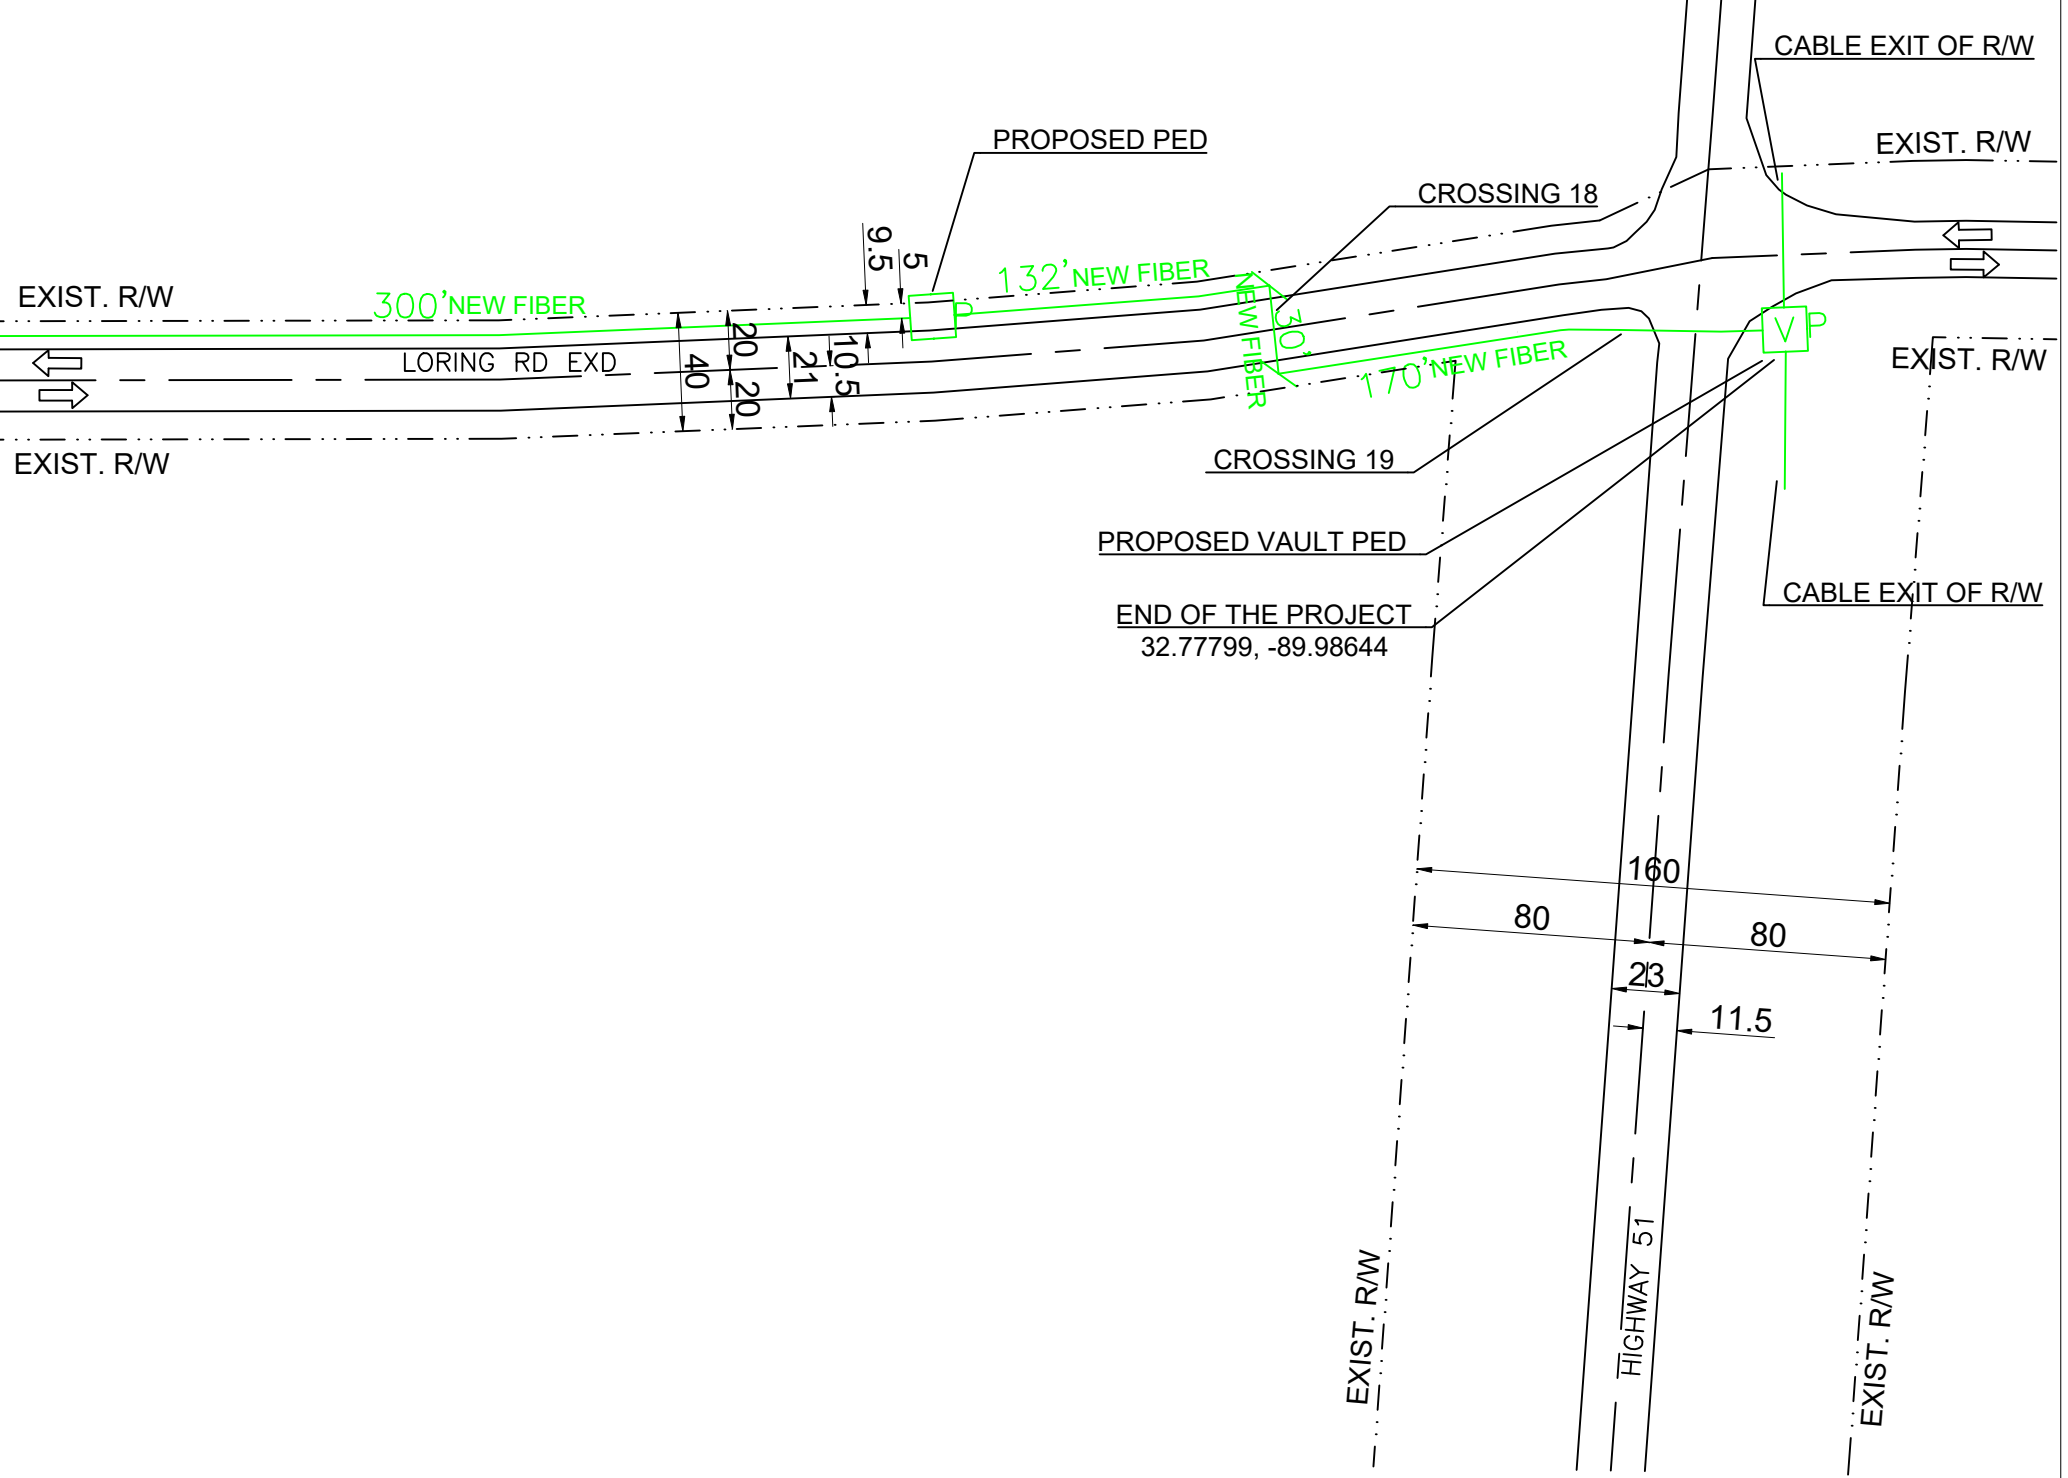 CABLE EXIT OF R/W
EXIST. R/W
PROPOSED PED
CROSSING 18
9.5
5
132' NEW FIBER
EXIST. R/W
300' NEW FIBER
NEW FIBER
30'
V P
P
LORING RD EXD
20
40
20
21
10.5
170' NEW FIBER
EXIST. R/W
EXIST. R/W
CROSSING 19
PROPOSED VAULT PED
CABLE EXIT OF R/W
END OF THE PROJECT
32.77799, -89.98644
160
80
80
23
11.5
HIGHWAY 51
EXIST. R/W
EXIST. R/W